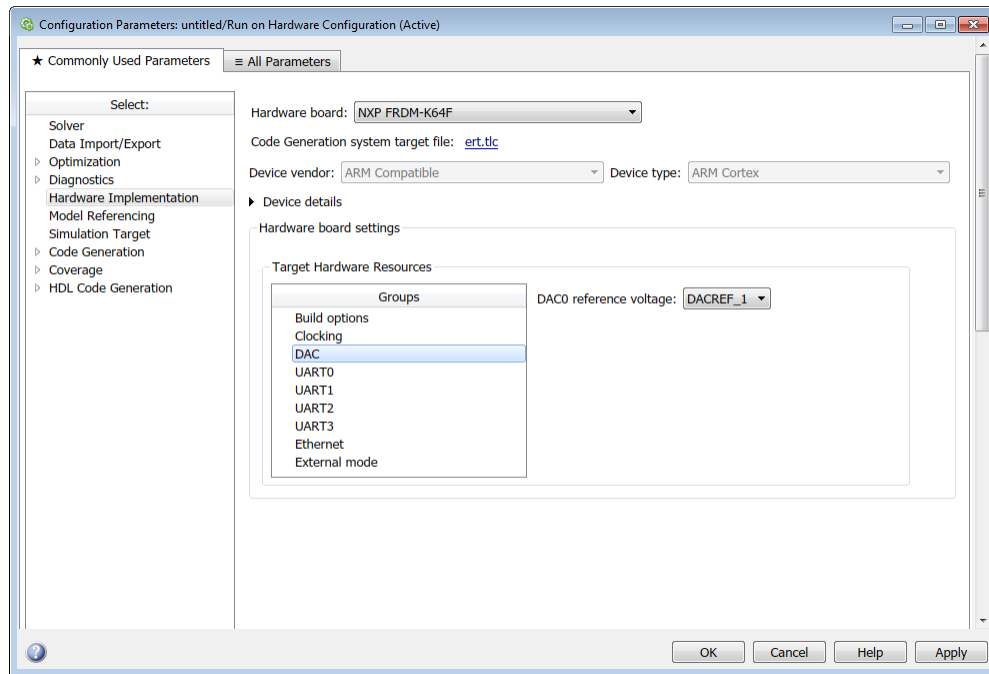 Configuration Parameters: untitled/Run on Hardware Configuration (Active)
★ Commonly Used Parameters
≡ All Parameters
Select:
Solver
Data Import/Export
Optimization
Diagnostics
Hardware Implementation
Model Referencing
Simulation Target
Code Generation
Coverage
HDL Code Generation
Hardware board: NXP FRDM-K64F
Code Generation system target file: ert.tlc
Device vendor: ARM Compatible Device type: ARM Cortex
Device details
Hardware board settings
Target Hardware Resources
Groups
Build options
Clocking
DAC
UART0
UART1
UART2
UART3
Ethernet
External mode
DAC0 reference voltage: DACREF_1
OK Cancel Help Apply